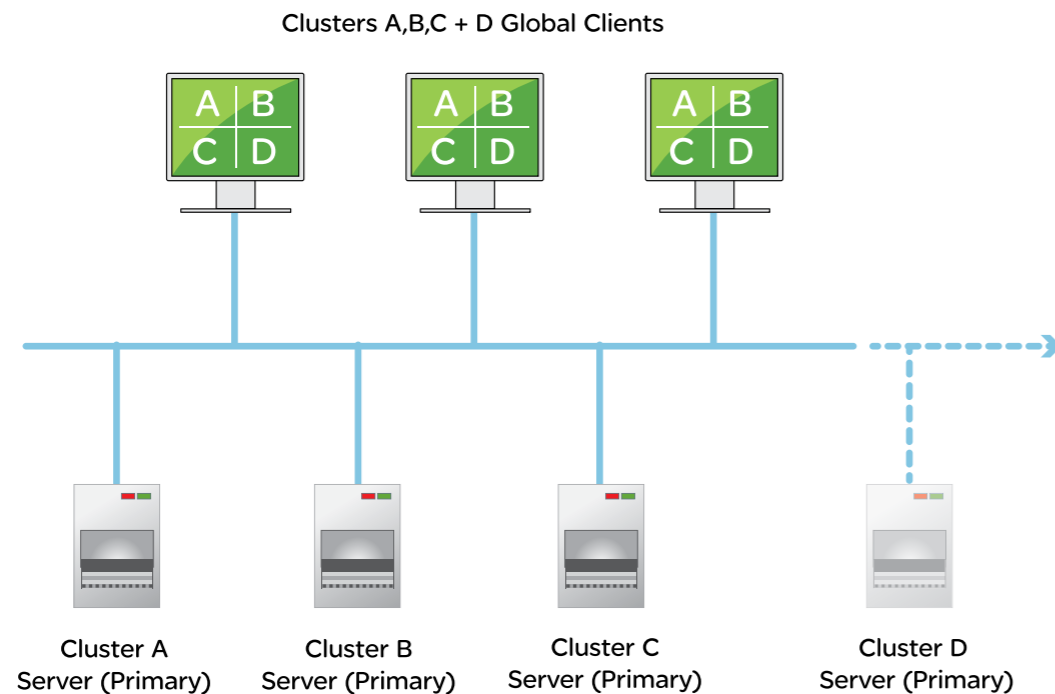 Clusters A,B,C + D Global Clients
A B
C D
A B
C D
A B
C D
Cluster A
Server (Primary)
Cluster B
Server (Primary)
Cluster C
Server (Primary)
Cluster D
Server (Primary)